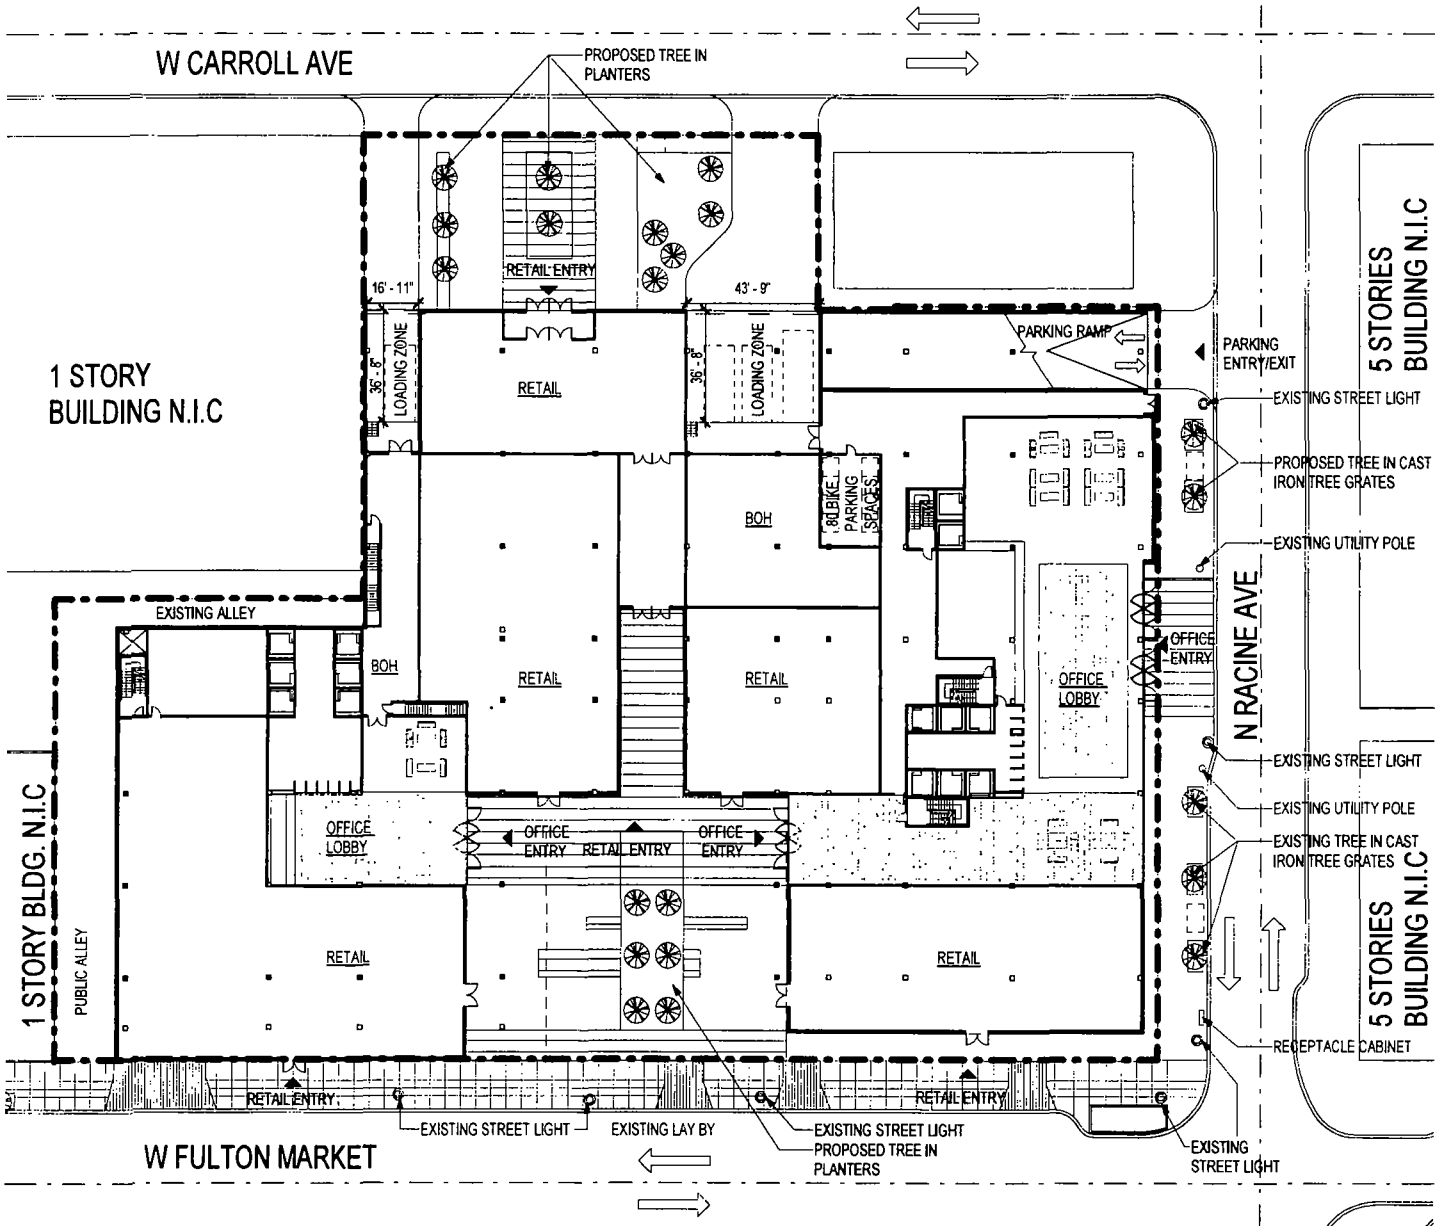 W CARROLL AVE
PROPOSED TREE IN
PLANTERS
RETAIL ENTRY
16' - 11"
43' - 9"
36' - 8"
LOADING ZONE
36' - 8"
LOADING ZONE
PARKING RAMP
PARKING
ENTRY/EXIT
5 STORIES
BUILDING N.I.C
1 STORY
BUILDING N.I.C
RETAIL
EXISTING STREET LIGHT
PROPOSED TREE IN CAST
IRON TREE GRATES
80 BIKE
PARKING
SPACES
BOH
EXISTING UTILITY POLE
N RACINE AVE
EXISTING ALLEY
OFFICE
ENTRY
BOH
RETAIL
RETAIL
OFFICE
LOBBY
EXISTING STREET LIGHT
EXISTING UTILITY POLE
1 STORY BLDG. N.I.C
OFFICE
LOBBY
OFFICE
ENTRY
RETAIL ENTRY
OFFICE
ENTRY
EXISTING TREE IN CAST
IRON TREE GRATES
5 STORIES
BUILDING N.I.C
PUBLIC ALLEY
RETAIL
RETAIL
RECEPTACLE CABINET
RETAIL ENTRY
RETAIL ENTRY
EXISTING STREET LIGHT
EXISTING LAY BY
EXISTING STREET LIGHT
PROPOSED TREE IN
PLANTERS
EXISTING
STREET LIGHT
W FULTON MARKET